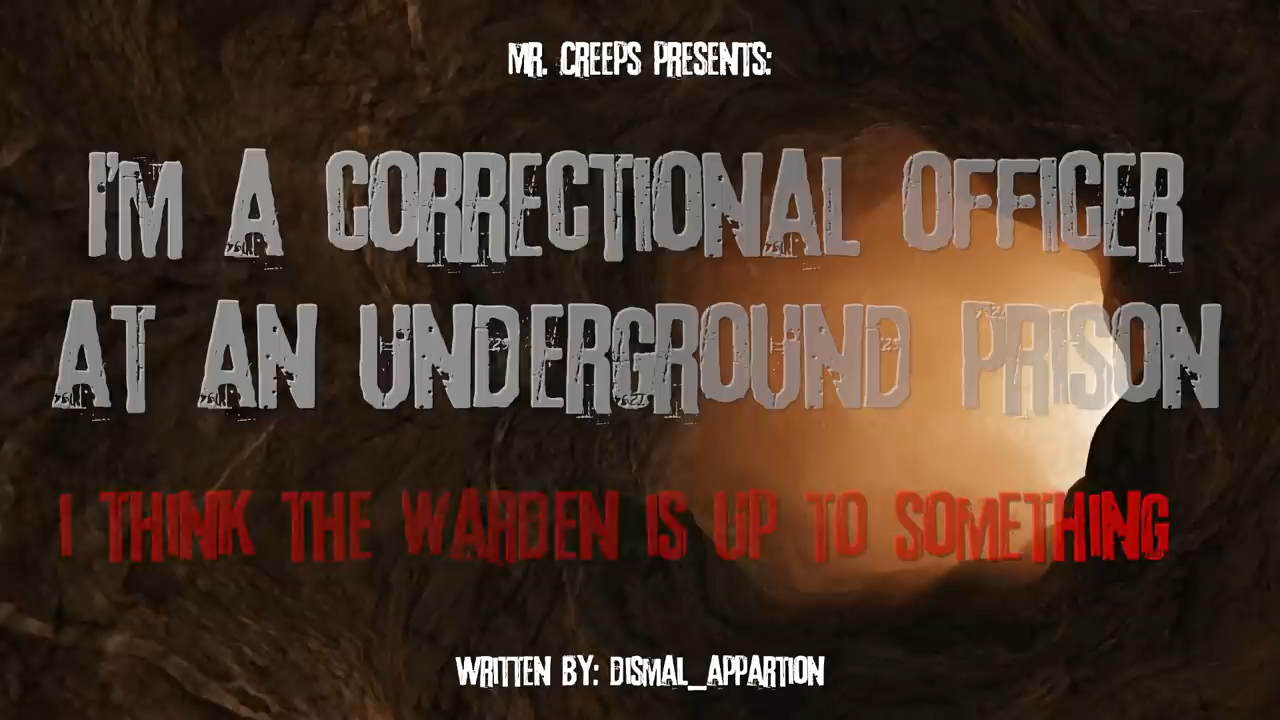 MR. CREEPS PRESENTS:
I'M A CORRECTIONAL OFFICER
AT AN UNDERGROUND PRISON
I THINK THE WARDEN IS UP TO SOMETHING
WRITTEN BY: DISMAL_APPARTION